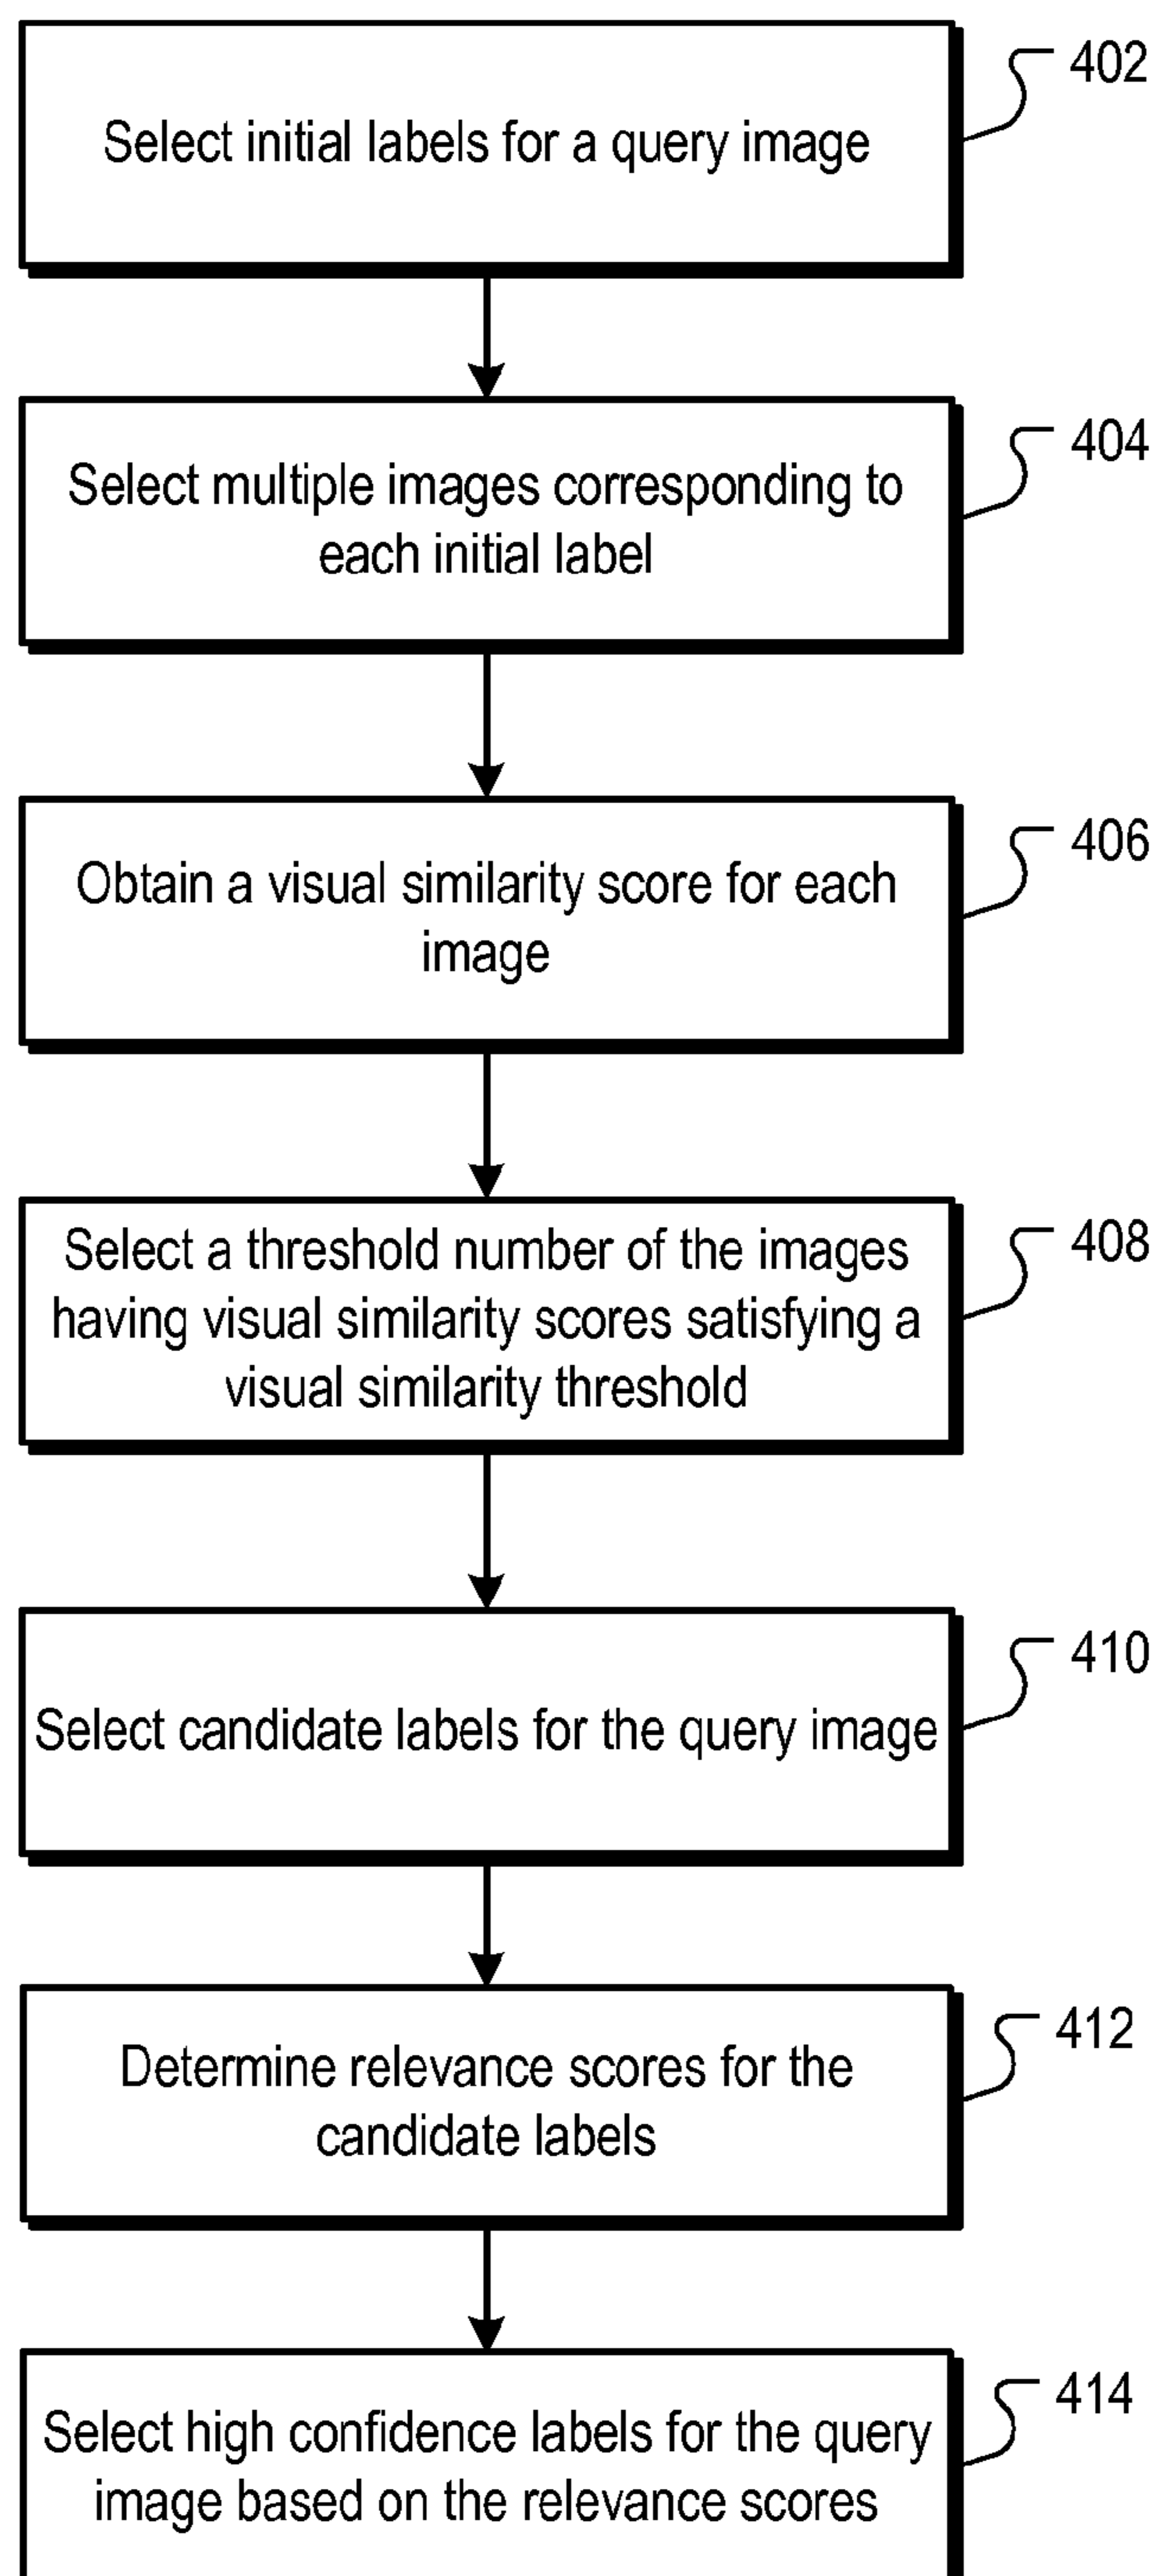 Select initial labels for a query image
402
Select multiple images corresponding to
each initial label
404
Obtain a visual similarity score for each
image
406
Select a threshold number of the images
having visual similarity scores satisfying a
visual similarity threshold
408
Select candidate labels for the query image
410
Determine relevance scores for the
candidate labels
412
Select high confidence labels for the query
image based on the relevance scores
414